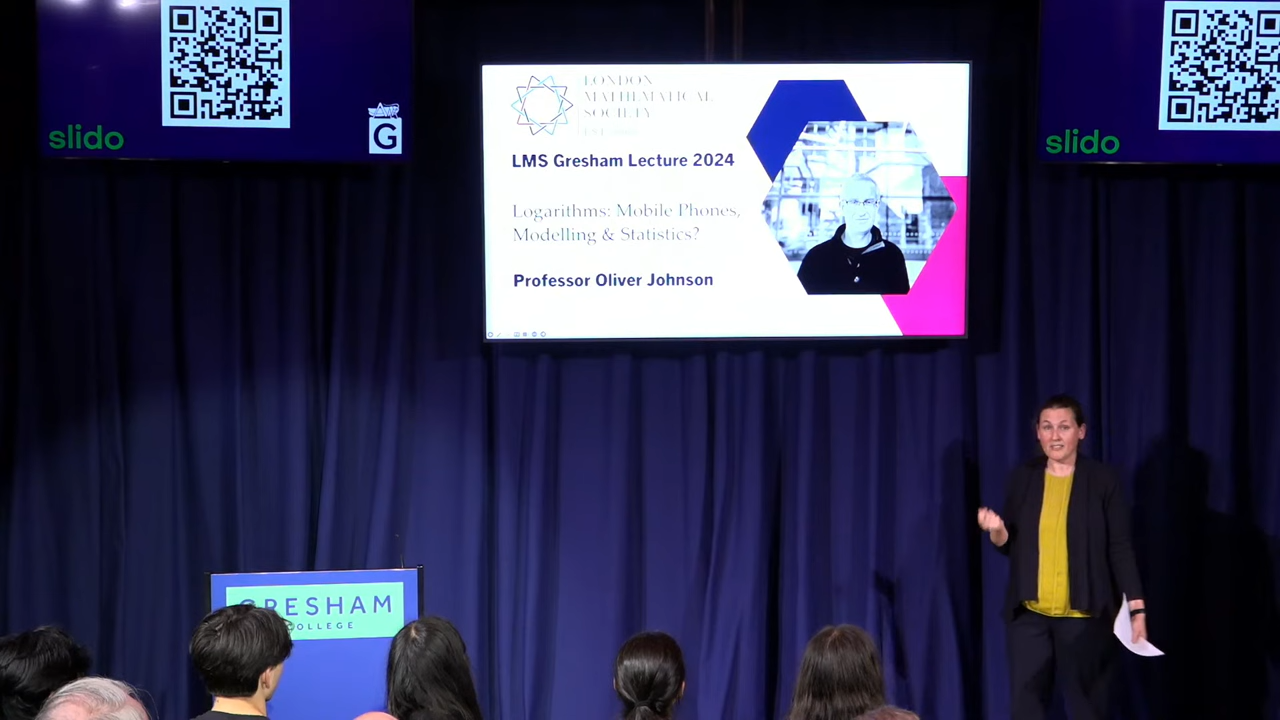 slido
G
LONDON
MATHEMATICAL
SOCIETY
LMS Gresham Lecture 2024
Logarithms: Mobile Phones,
Modelling & Statistics?
Professor Oliver Johnson
slido
GRESHAM
COLLEGE